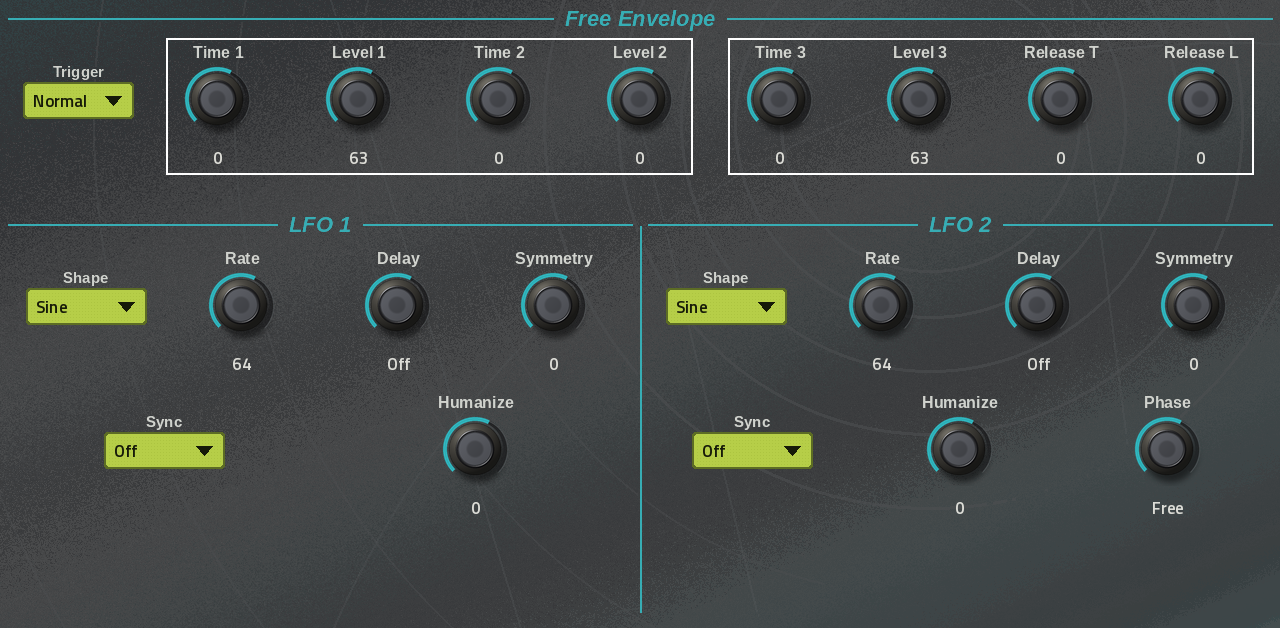 Free Envelope
Trigger
Normal
Time 1 Level 1 Time 2 Level 2 Time 3 Level 3 Release T Release L
0 63 0 0 0 63 0 0
LFO 1
Shape
Sine
Rate Delay Symmetry
64 Off 0
Sync
Off
Humanize
0
LFO 2
Shape
Sine
Rate Delay Symmetry
64 Off 0
Sync
Off
Humanize Phase
0 Free